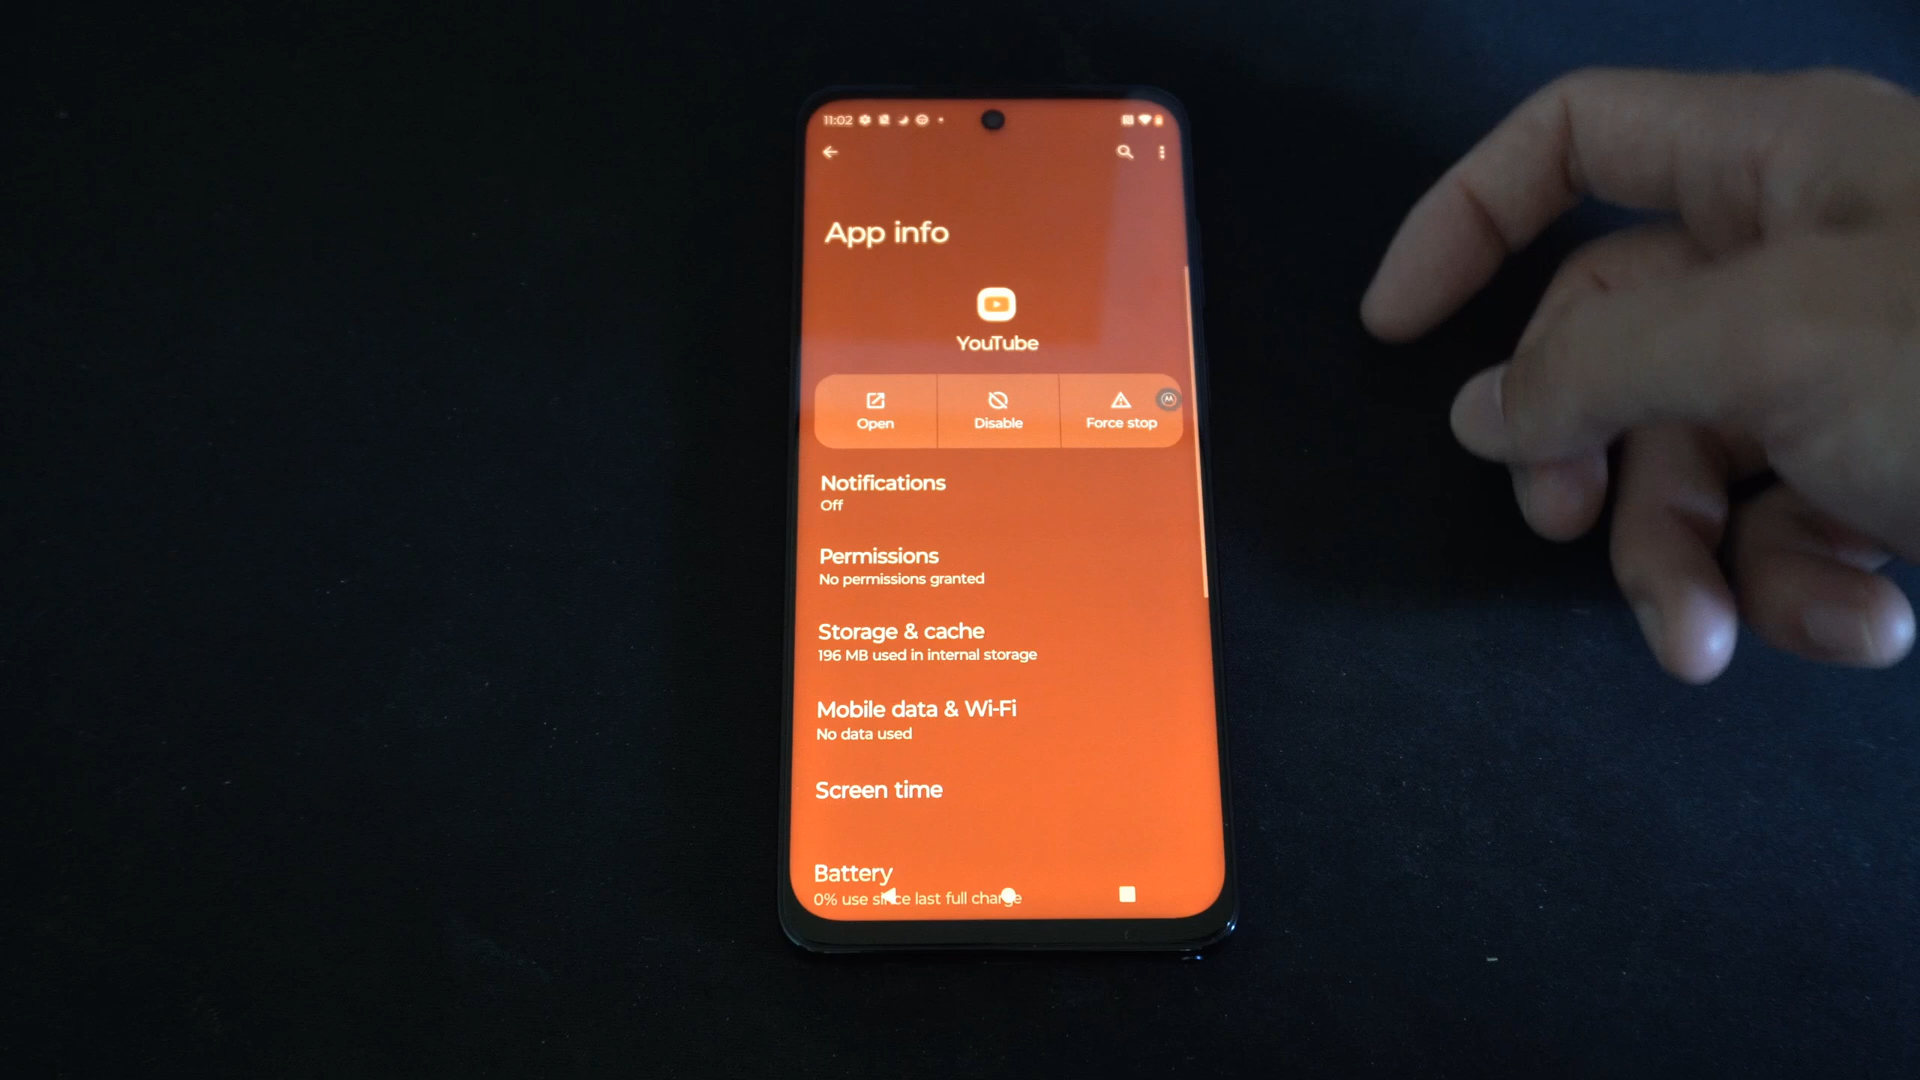 11:02
App info
YouTube
Open
Disable
Force stop
Notifications
Off
Permissions
No permissions granted
Storage & cache
196 MB used in internal storage
Mobile data & Wi-Fi
No data used
Screen time
Battery
0% use since last full charge